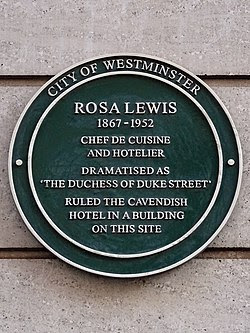 CITY OF WESTMINSTER
ROSA LEWIS
1867-1952
CHEF DE CUISINE
AND HOTELIER
DRAMATISED AS
'THE DUCHESS OF DUKE STREET'
RULED THE CAVENDISH
HOTEL IN A BUILDING
ON THIS SITE